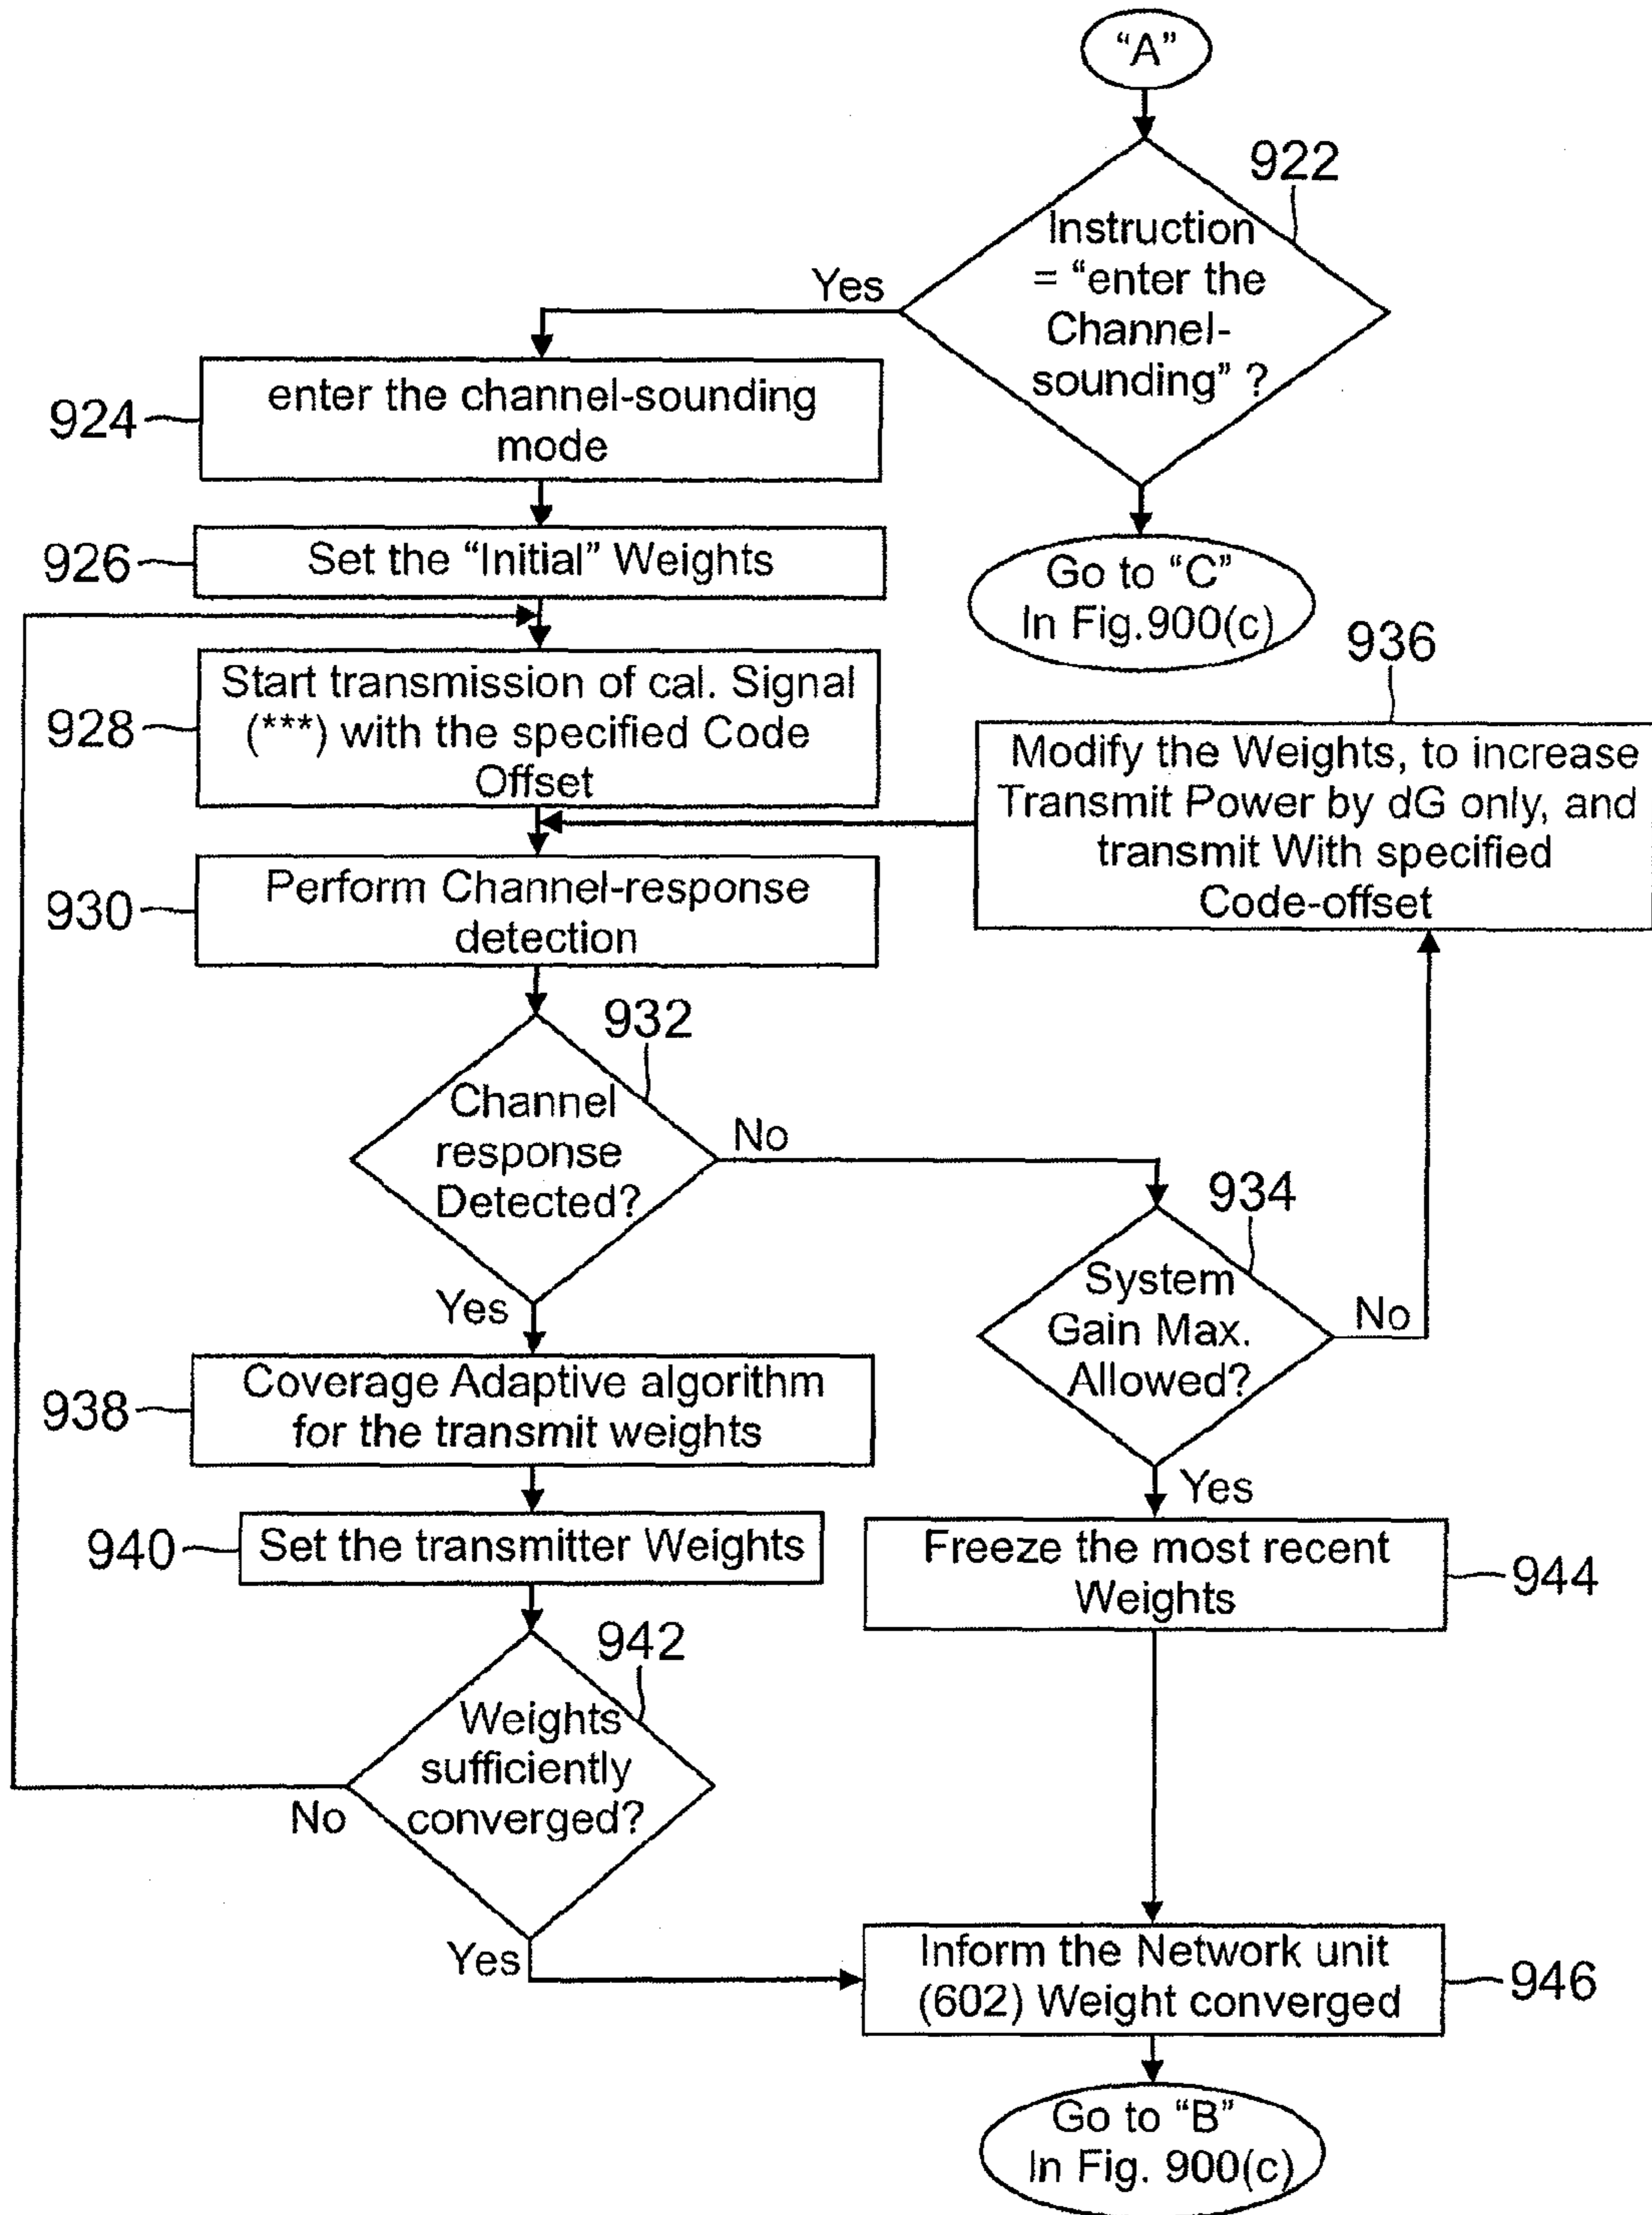 “A”
922
Instruction
= “enter the
Channel-
sounding” ?
Yes
924
enter the channel-sounding
mode
Go to “C”
In Fig.900(c)
926
Set the “Initial” Weights
928
Start transmission of cal. Signal
(***) with the specified Code
Offset
936
Modify the Weights, to increase
Transmit Power by dG only, and
transmit With specified
Code-offset
930
Perform Channel-response
detection
932
Channel
response
Detected?
No
Yes
934
System
Gain Max.
Allowed?
No
Yes
938
Coverage Adaptive algorithm
for the transmit weights
940
Set the transmitter Weights
Freeze the most recent
Weights
944
942
Weights
sufficiently
converged?
No
Yes
Inform the Network unit
(602) Weight converged
946
Go to “B”
In Fig. 900(c)